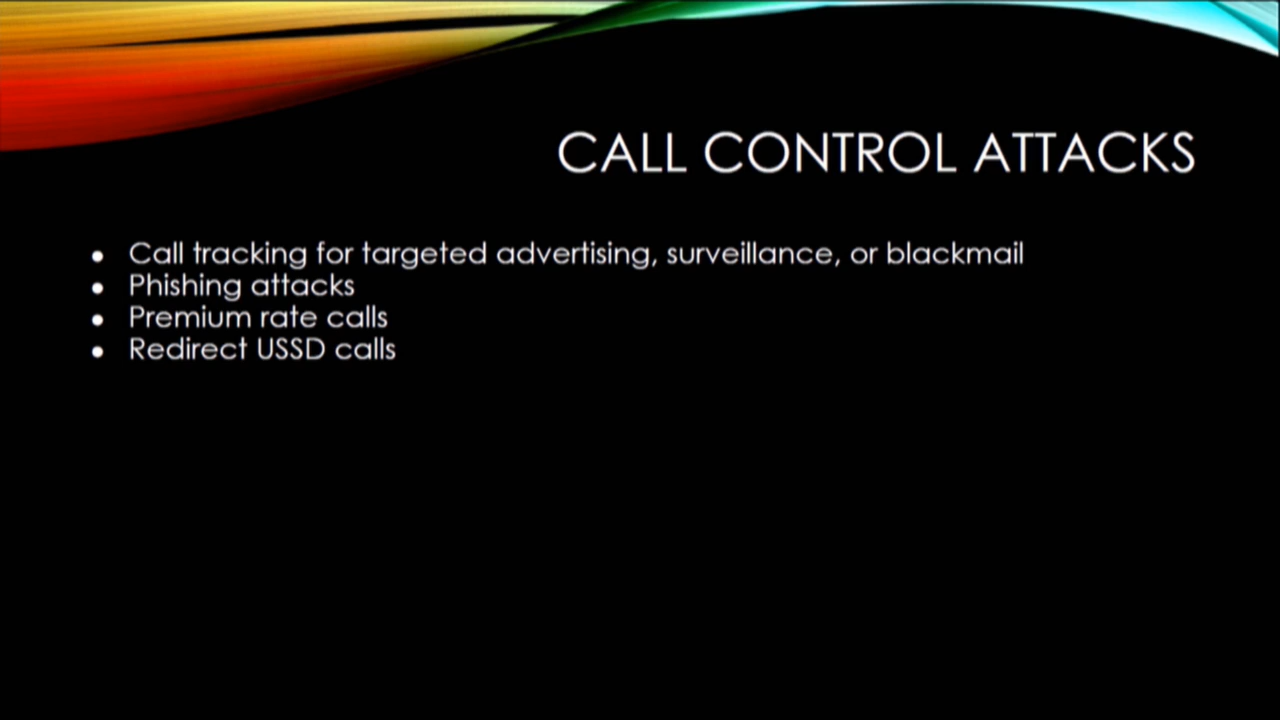 CALL CONTROL ATTACKS
• Call tracking for targeted advertising, surveillance, or blackmail
• Phishing attacks
• Premium rate calls
• Redirect USSD calls